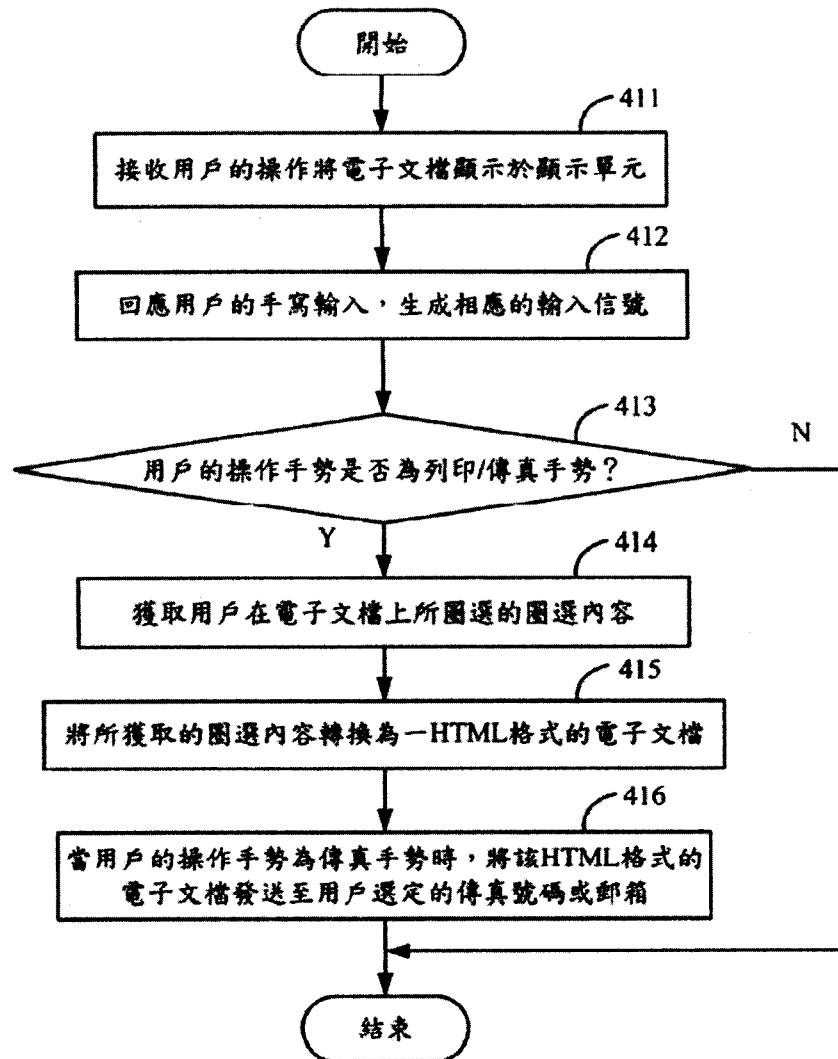 開始
411
接收用戶的操作將電子文檔顯示於顯示單元
412
回應用戶的手寫輸入，生成相應的輸入信號
413
用戶的操作手勢是否為列印/傳真手勢？
N
Y
414
獲取用戶在電子文檔上所圈選的圈選內容
415
將所獲取的圈選內容轉換為一HTML格式的電子文檔
416
當用戶的操作手勢為傳真手勢時，將該HTML格式的
電子文檔發送至用戶選定的傳真號碼或郵箱
結束